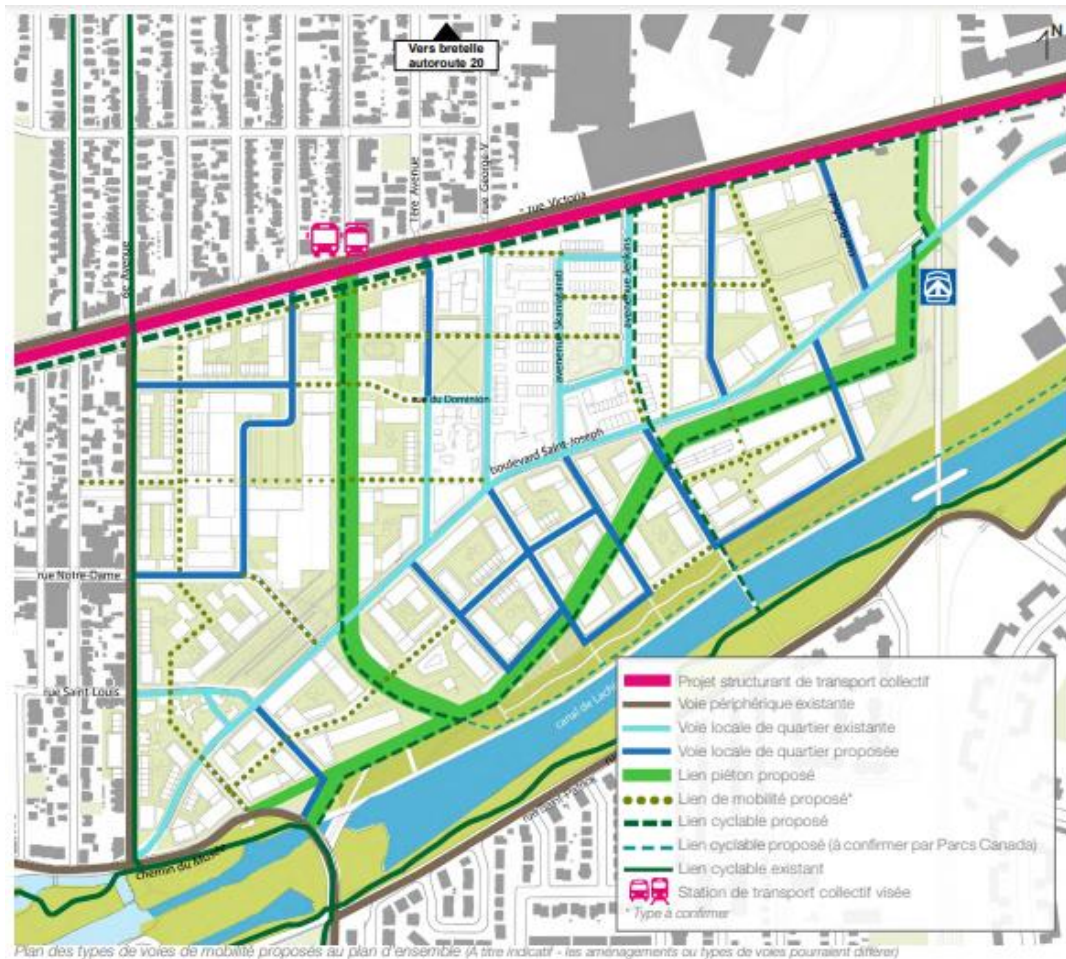 Vers bretelle
autoroute 20
N
1ère Avenue
rue George-V
rue Victoria
6e Avenue
avenue Jenkins
avenue Skaniatandi
rue du Dominion
boulevard Saint-Joseph
rue Notre-Dame
rue Saint-Louis
canal de Lachi
chemin du Musée
Projet structurant de transport collectif
Voie périphérique existante
Voie locale de quartier existante
Voie locale de quartier proposée
Lien piéton proposé
Lien de mobilité proposé*
Lien cyclable proposé
Lien cyclable proposé (à confirmer par Parcs Canada)
Lien cyclable existant
Station de transport collectif visée
* Type à confirmer
Plan des types de voies de mobilité proposés au plan d'ensemble (A titre indicatif - les aménagements ou types de voies pourraient différer)